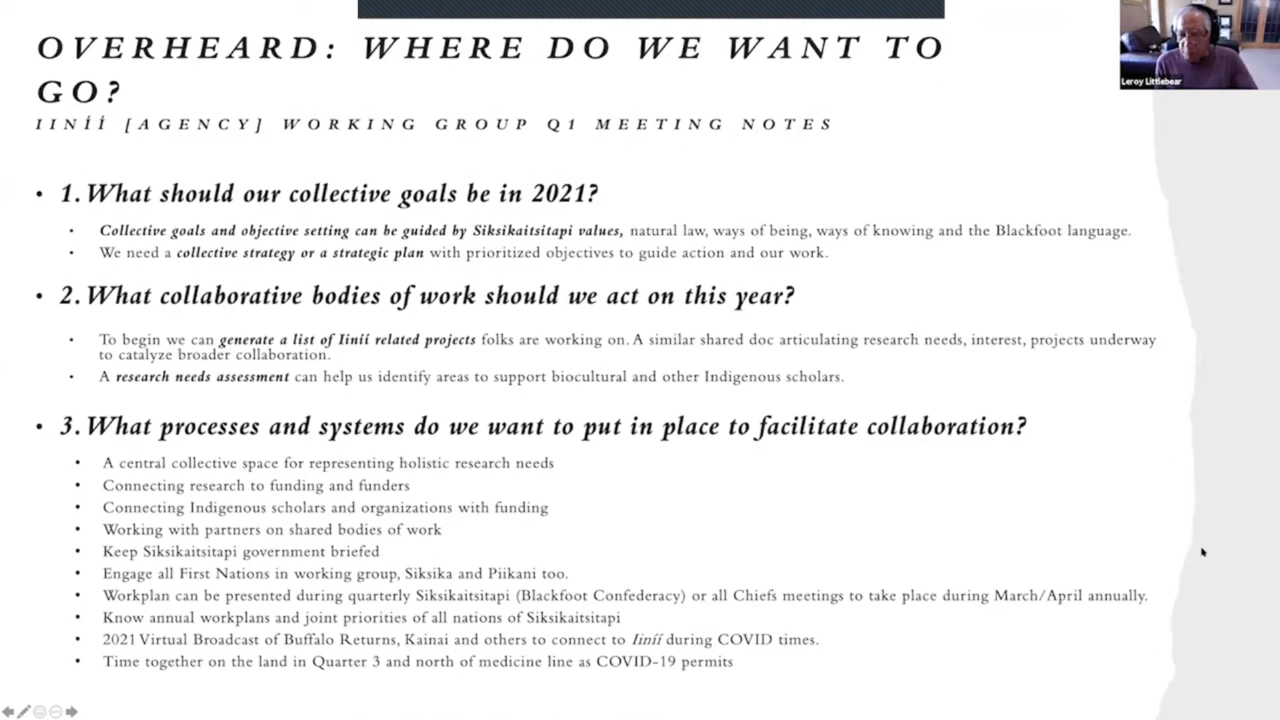 OVERHEARD: WHERE DO WE WANT TO
GO?
IINÍÍ [AGENCY] WORKING GROUP Q1 MEETING NOTES
Leroy Littlebear
• 1. What should our collective goals be in 2021?
• Collective goals and objective setting can be guided by Siksikaitsitapi values, natural law, ways of being, ways of knowing and the Blackfoot language.
• We need a collective strategy or a strategic plan with prioritized objectives to guide action and our work.
• 2. What collaborative bodies of work should we act on this year?
• To begin we can generate a list of Iiníí related projects folks are working on. A similar shared doc articulating research needs, interest, projects underway
to catalyze broader collaboration.
• A research needs assessment can help us identify areas to support biocultural and other Indigenous scholars.
• 3. What processes and systems do we want to put in place to facilitate collaboration?
• A central collective space for representing holistic research needs
• Connecting research to funding and funders
• Connecting Indigenous scholars and organizations with funding
• Working with partners on shared bodies of work
• Keep Siksikaitsitapi government briefed
• Engage all First Nations in working group, Siksika and Piikani too.
• Workplan can be presented during quarterly Siksikaitsitapi (Blackfoot Confederacy) or all Chiefs meetings to take place during March/April annually.
• Know annual workplans and joint priorities of all nations of Siksikaitsitapi
• 2021 Virtual Broadcast of Buffalo Returns, Kainai and others to connect to Iiníí during COVID times.
• Time together on the land in Quarter 3 and north of medicine line as COVID-19 permits